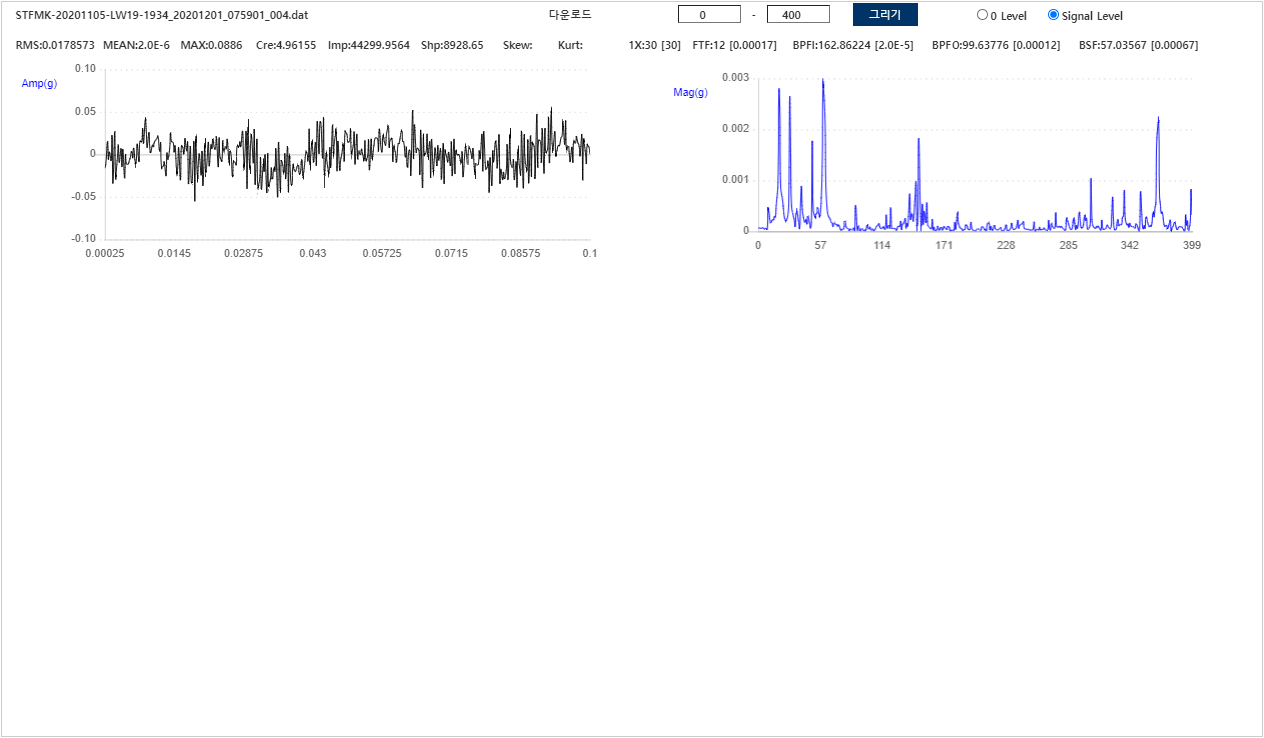 STFMK-20201105-LW19-1934_20201201_075901_004.dat 다운로드 0 - 400 그리기 0 Level Signal Level
RMS:0.0178573 MEAN:2.0E-6 MAX:0.0886 Cre:4.96155 Imp:44299.9564 Shp:8928.65 Skew: Kurt: 1X:30 [30] FTF:12 [0.00017] BPFI:162.86224 [2.0E-5] BPFO:99.63776 [0.00012] BSF:57.03567 [0.00067]
Amp(g)
0.10
0.05
0
-0.05
-0.10
0.00025 0.0145 0.02875 0.043 0.05725 0.0715 0.08575 0.1
Mag(g)
0.003
0.002
0.001
0
0 57 114 171 228 285 342 399